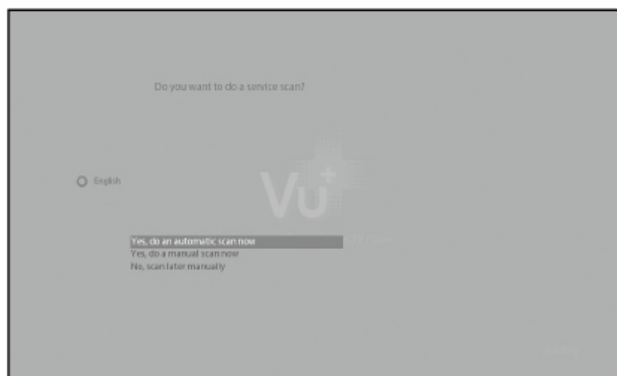 Do you want to do a service scan?
English
Vu+
Yes, do an automatic scan now
Yes, do a manual scan now
No, scan later manually